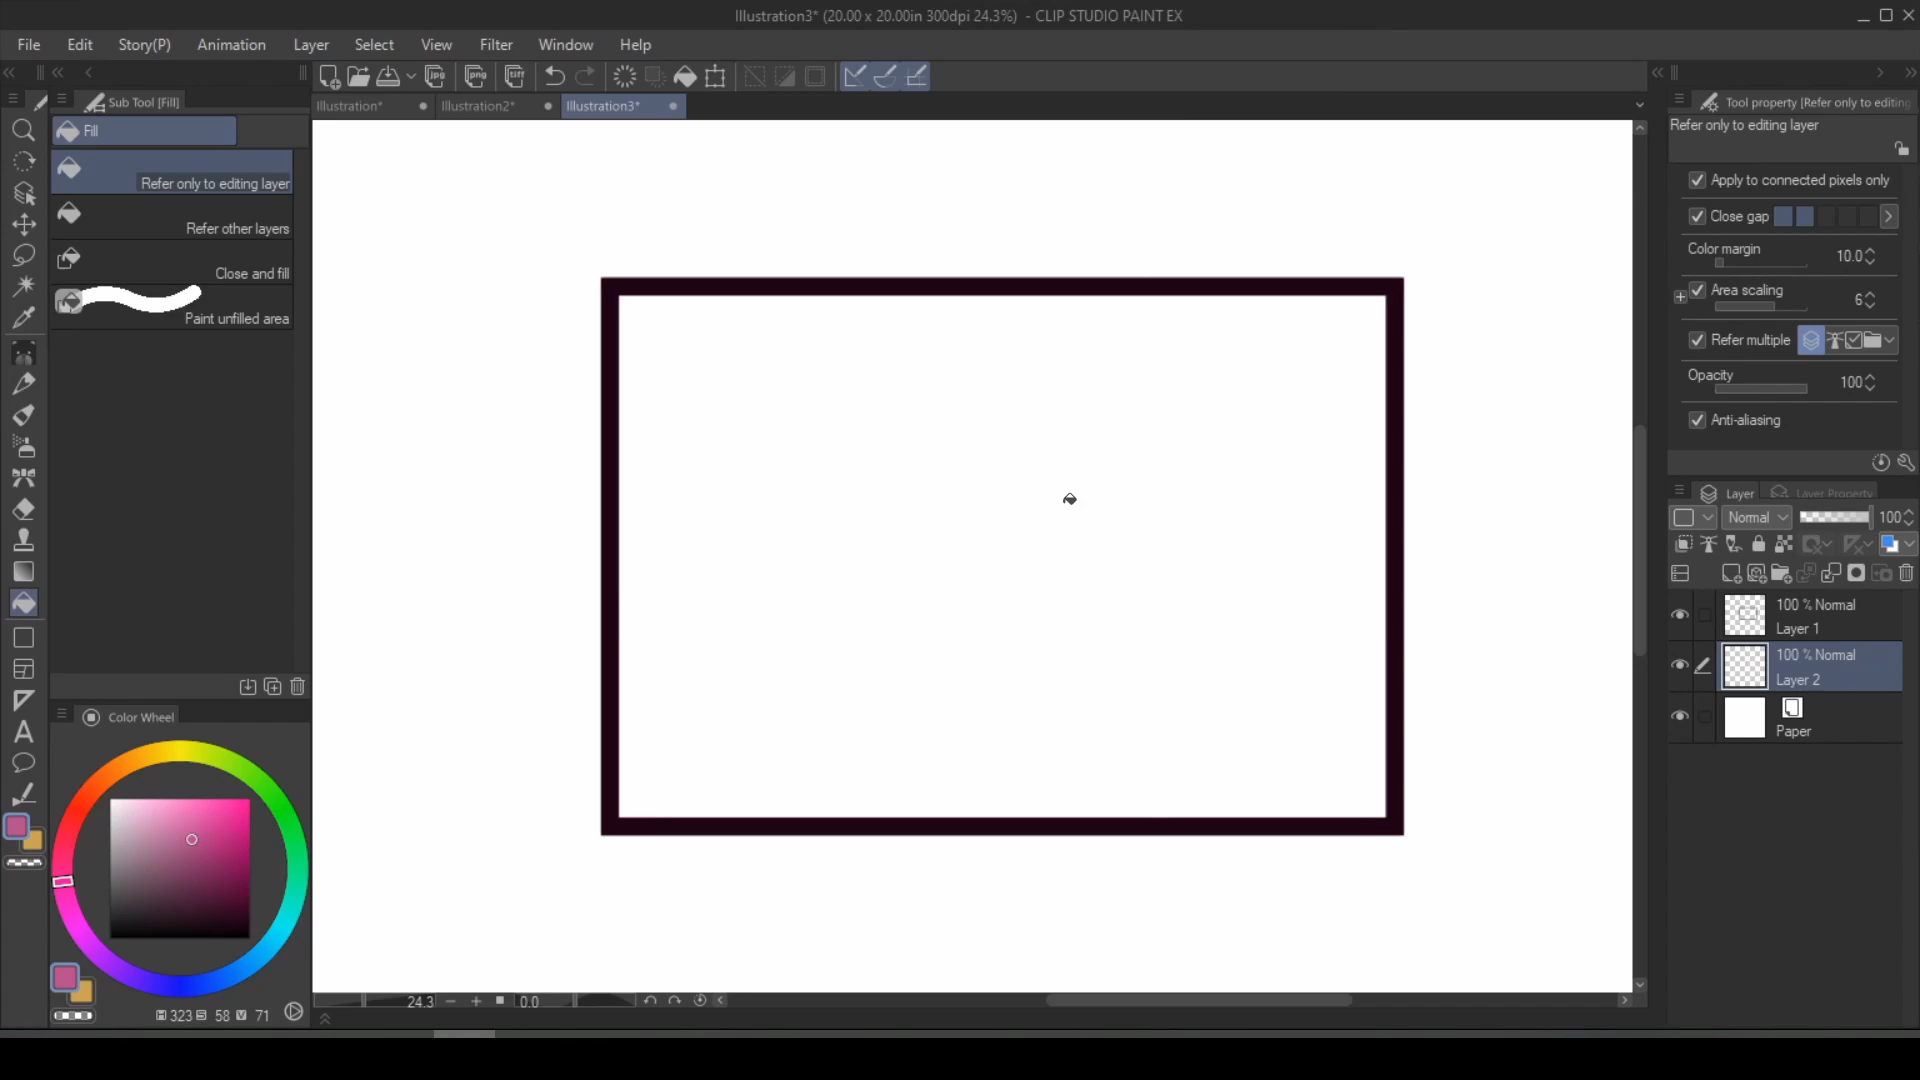 Illustration3* (20.00 x 20.00in 300dpi 24.3%) - CLIP STUDIO PAINT EX
File Edit Story(P) Animation Layer Select View Filter Window Help
jpg png tiff
Sub Tool [Fill]
Illustration* Illustration2* Illustration3*
Tool property [Refer only to editing
Fill
Refer only to editing layer
Refer other layers
Close and fill
Paint unfilled area
Refer only to editing layer
Apply to connected pixels only
Close gap
Color margin 10.0
Area scaling 6
Refer multiple
Opacity 100
Anti-aliasing
Layer Layer Property
Normal 100
100 % Normal
Layer 1
100 % Normal
Layer 2
Paper
Color Wheel
H 323 S 58 V 71
24.3 0.0